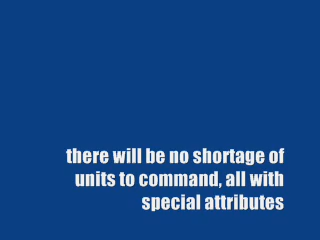 there will be no shortage of
units to command, all with
special attributes